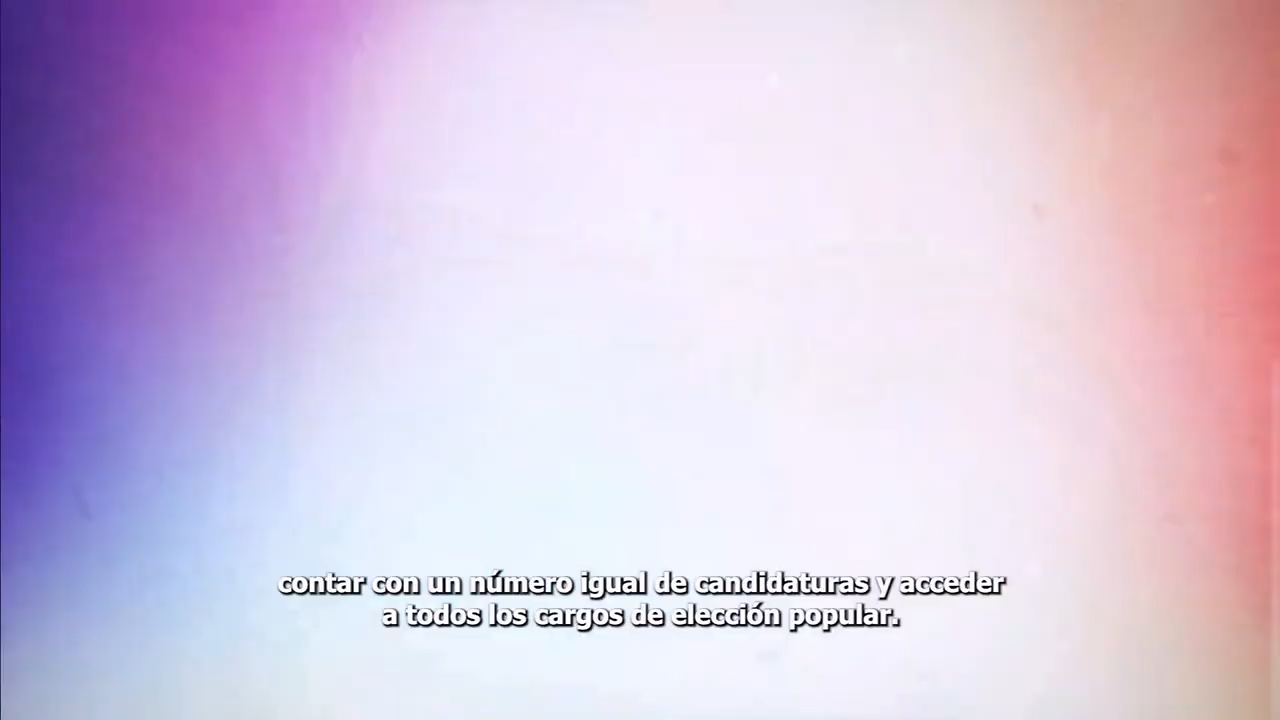 contar con un número igual de candidaturas y acceder
a todos los cargos de elección popular.